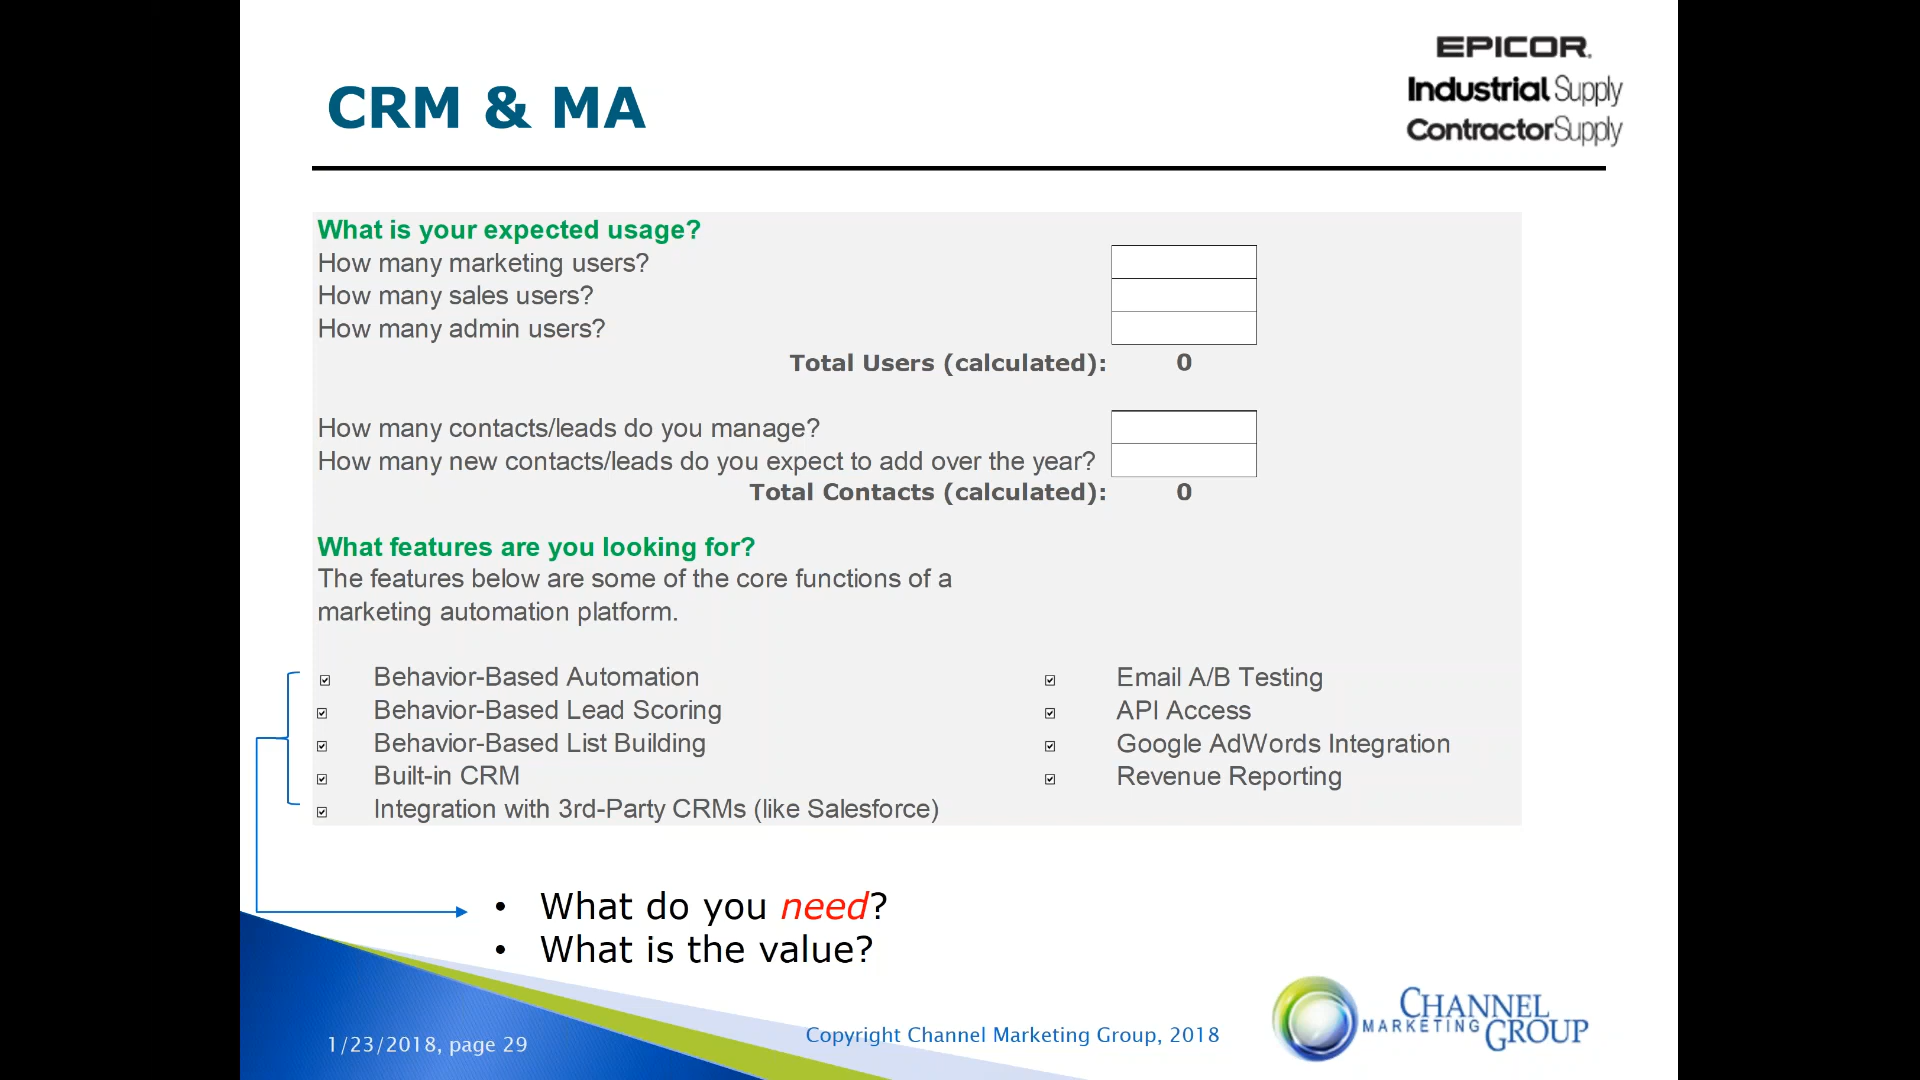 EPICOR.
Industrial Supply
ContractorSupply
CRM & MA
What is your expected usage?
How many marketing users?
How many sales users?
How many admin users?
Total Users (calculated): 0
How many contacts/leads do you manage?
How many new contacts/leads do you expect to add over the year?
Total Contacts (calculated): 0
What features are you looking for?
The features below are some of the core functions of a
marketing automation platform.
Behavior-Based Automation
Behavior-Based Lead Scoring
Behavior-Based List Building
Built-in CRM
Integration with 3rd-Party CRMs (like Salesforce)
Email A/B Testing
API Access
Google AdWords Integration
Revenue Reporting
• What do you need?
• What is the value?
1/23/2018, page 29
Copyright Channel Marketing Group, 2018
CHANNEL
MARKETING GROUP